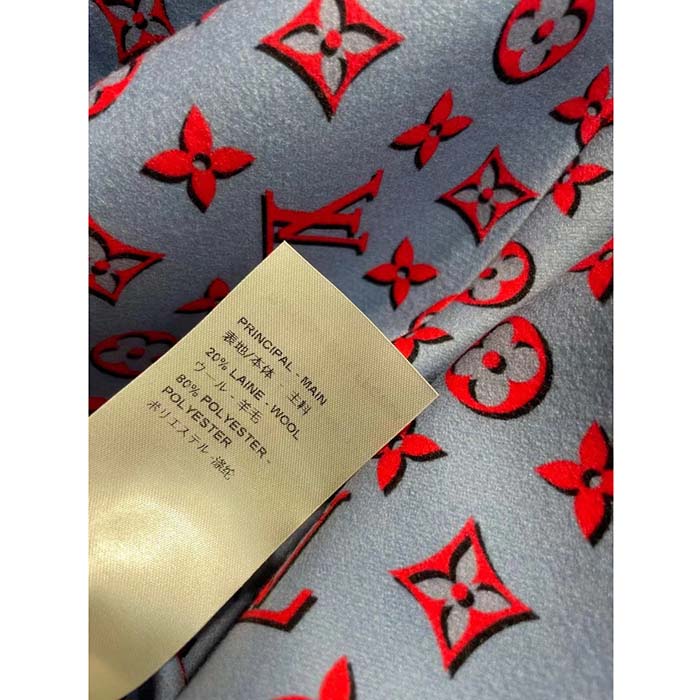 PRINCIPAL - MAIN
表地/本体 - 主料
20% LAINE - WOOL
ウール - 羊毛
80% POLYESTER -
POLYESTER
ポリエステル -涤纶